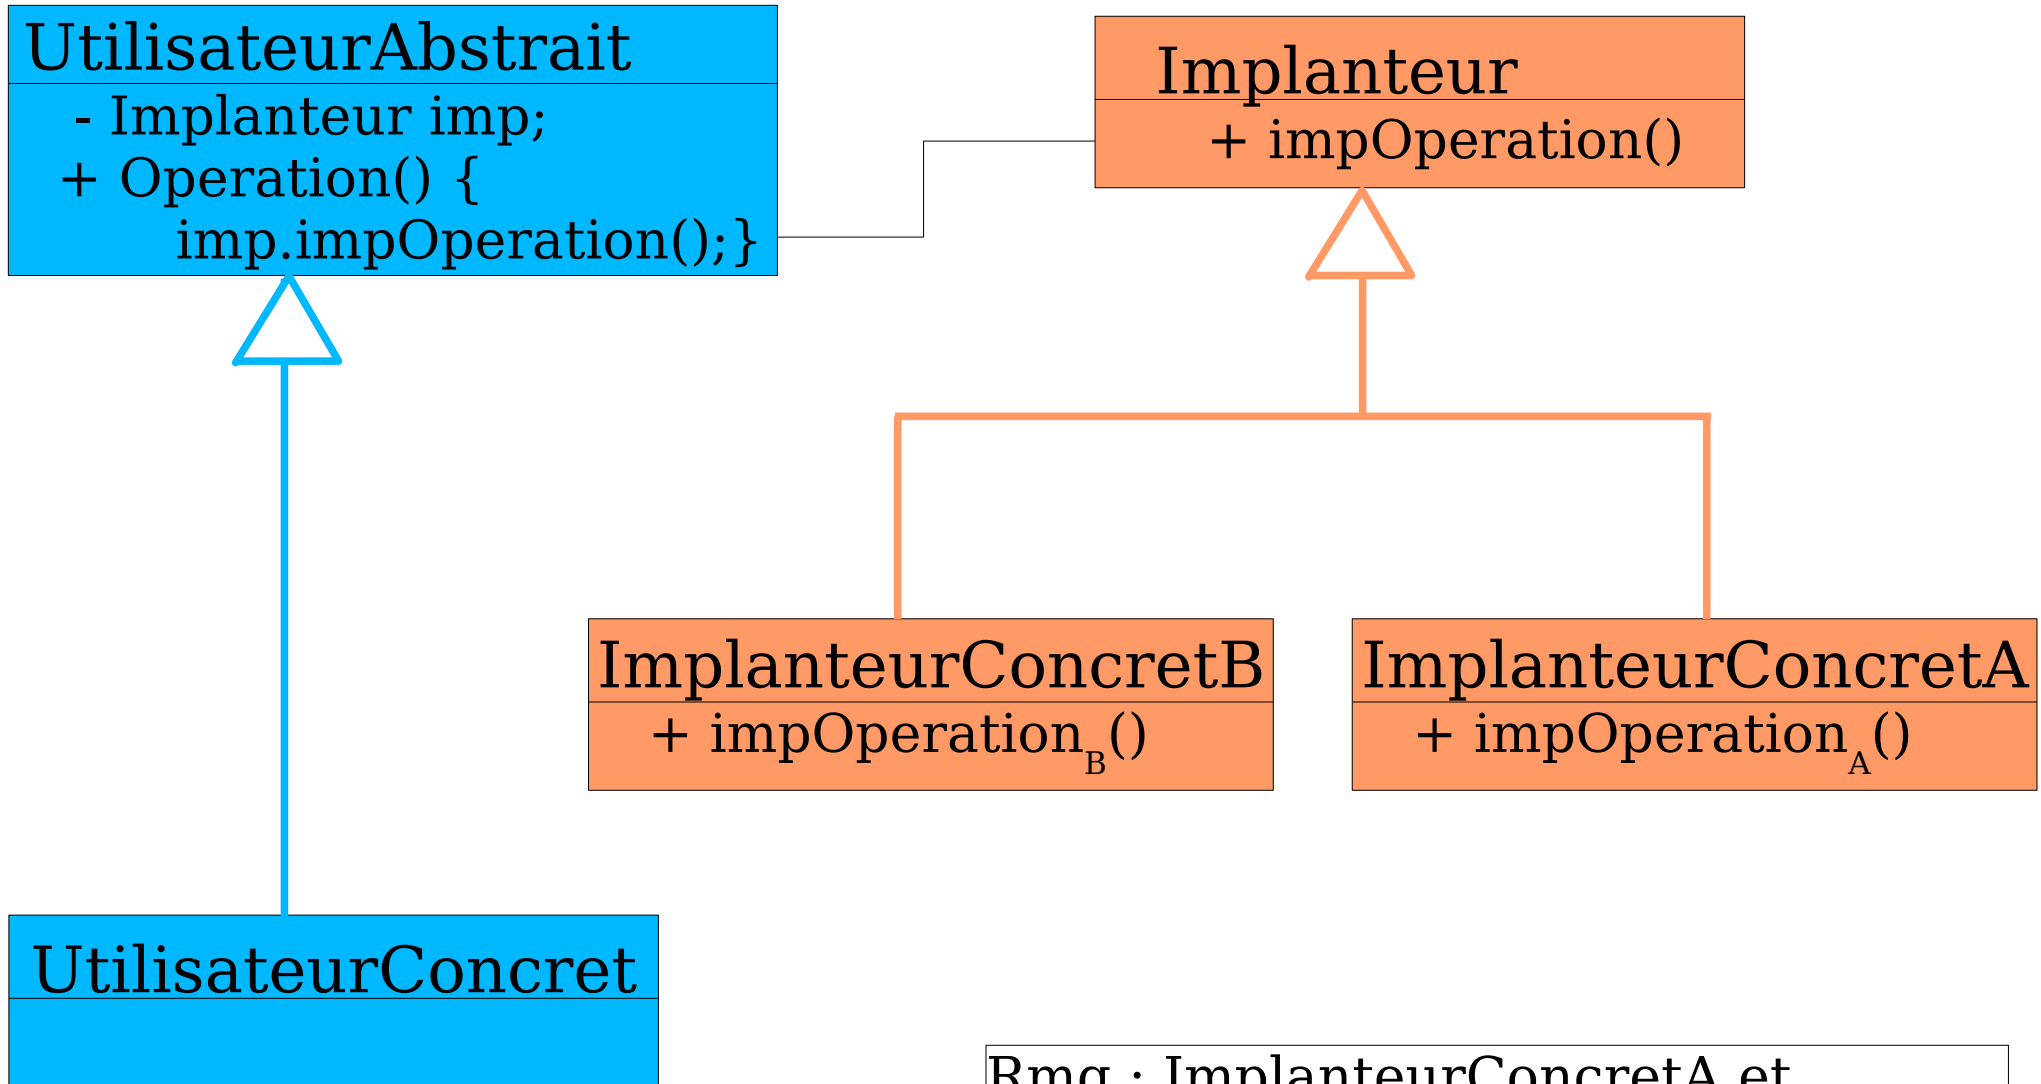 UtilisateurAbstrait
- Implanteur imp;
+ Operation() {
imp.impOperation();}
Implanteur
+ impOperation()
ImplanteurConcretB
+ impOperationB()
ImplanteurConcretA
+ impOperationA()
UtilisateurConcret
Rmq : ImplanteurConcretA et